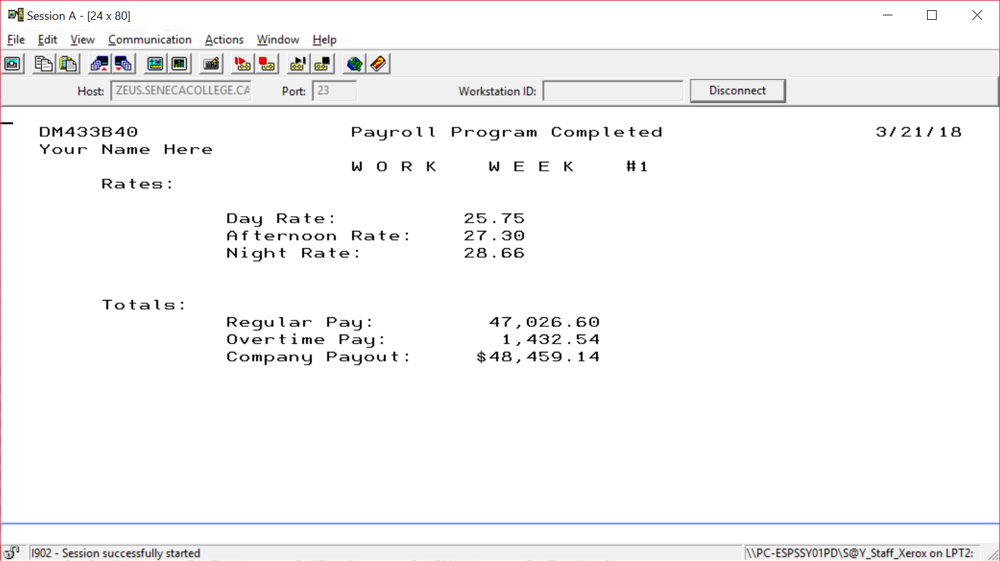 Session A - [24 x 80]
File Edit View Communication Actions Window Help
Host: ZEUS.SENECACOLLEGE.CA Port: 23 Workstation ID: Disconnect
DM433B40 Payroll Program Completed 3/21/18
Your Name Here
W O R K W E E K #1
Rates:
Day Rate: 25.75
Afternoon Rate: 27.30
Night Rate: 28.66
Totals:
Regular Pay: 47,026.60
Overtime Pay: 1,432.54
Company Payout: $48,459.14
I902 - Session successfully started \\PC-ESPSSY01PD\S@Y_Staff_Xerox on LPT2: